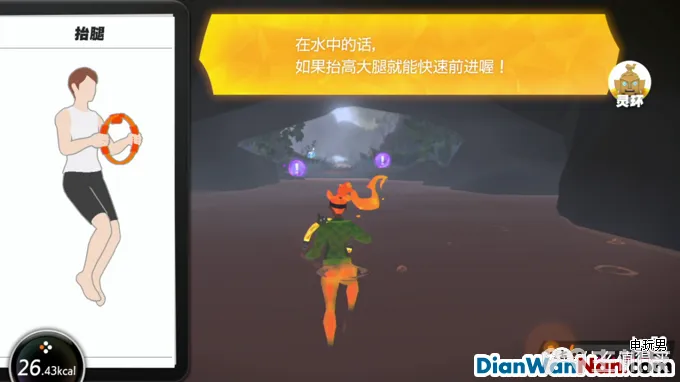 抬腿
在水中的话,
如果抬高大腿就能快速前进喔！
灵环
26.43kcal
电玩男
DianWanNan.com